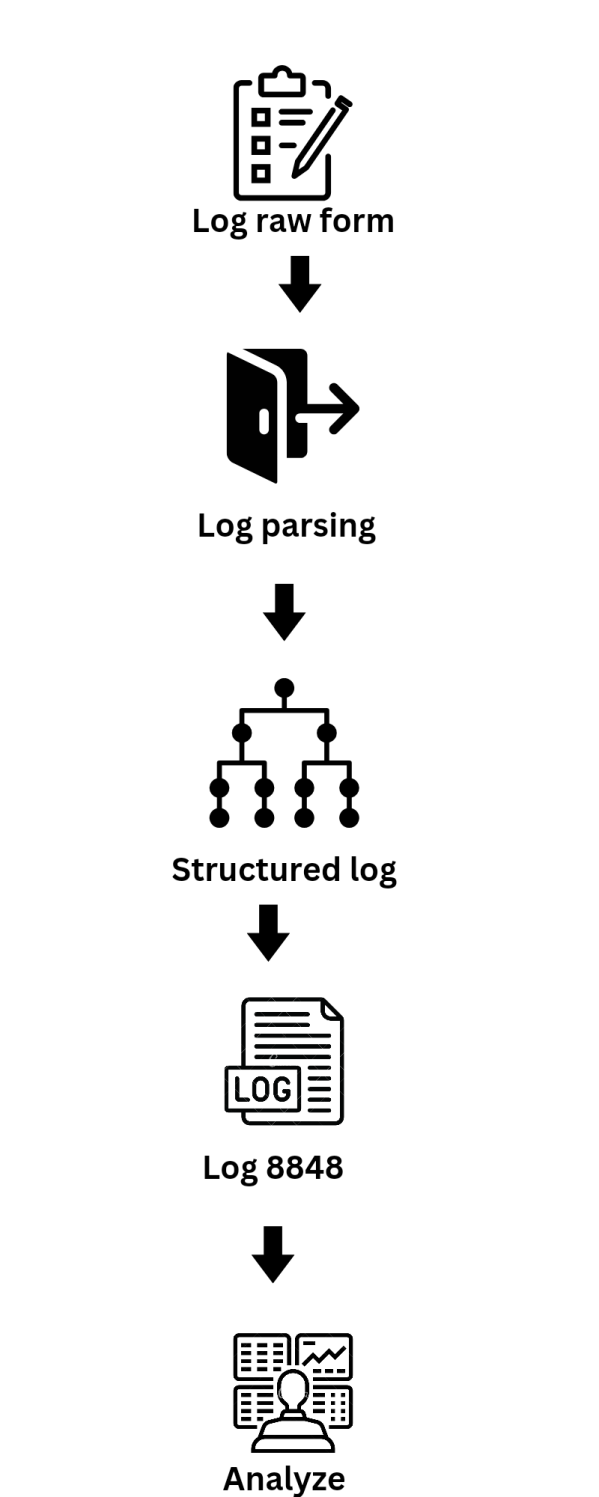 Log raw form
Log parsing
Structured log
LOG
Log 8848
Analyze